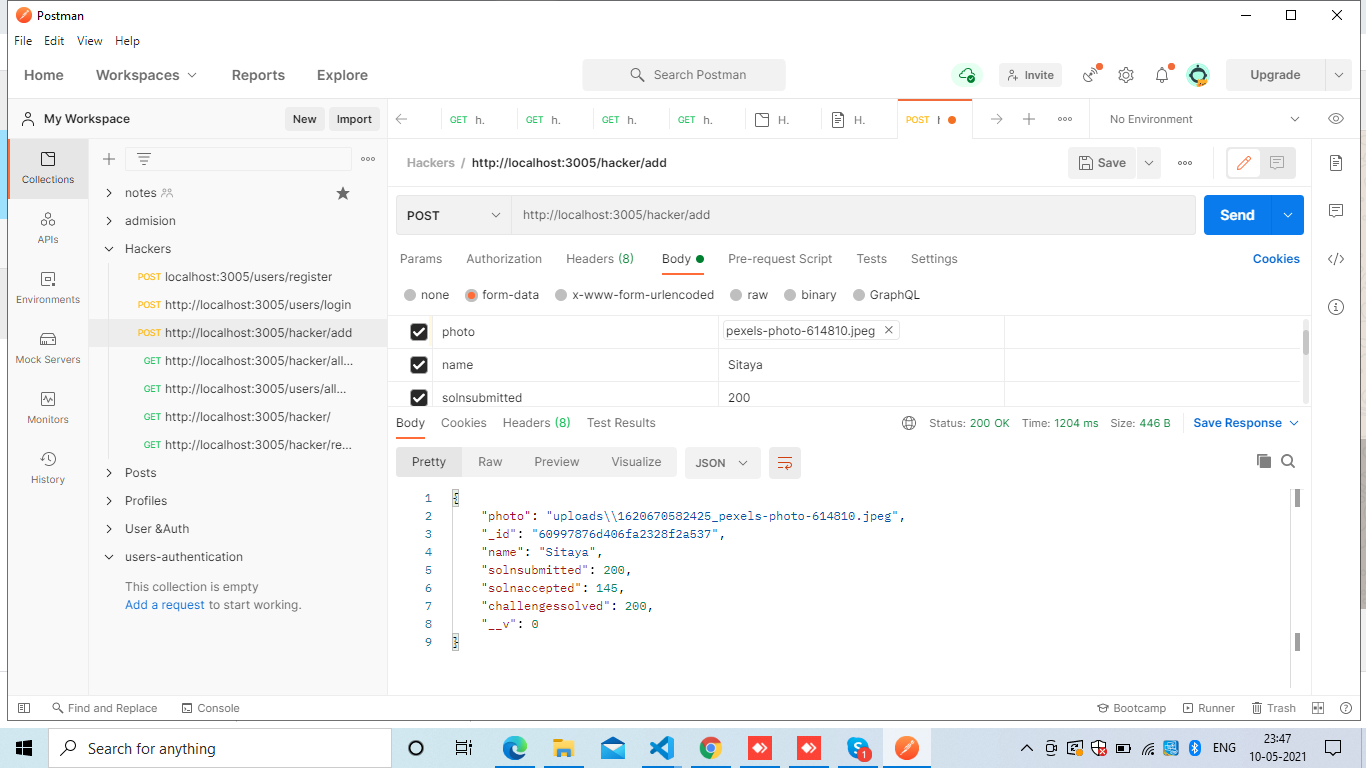 Postman
File Edit View Help
Home Workspaces Reports Explore Search Postman Invite Upgrade
My Workspace New Import GET h. GET h. GET h. GET h. H. H. POST No Environment
Hackers / http://localhost:3005/hacker/add Save
Collections
APIs
Environments
Mock Servers
Monitors
History
notes
admision
Hackers
POST localhost:3005/users/register
POST http://localhost:3005/users/login
POST http://localhost:3005/hacker/add
GET http://localhost:3005/hacker/all...
GET http://localhost:3005/users/all...
GET http://localhost:3005/hacker/
GET http://localhost:3005/hacker/re...
Posts
Profiles
User &Auth
users-authentication
This collection is empty
Add a request to start working.
POST http://localhost:3005/hacker/add Send
Params Authorization Headers (8) Body Pre-request Script Tests Settings Cookies
none form-data x-www-form-urlencoded raw binary GraphQL
photo pexels-photo-614810.jpeg
name Sitaya
solnsubmitted 200
Body Cookies Headers (8) Test Results Status: 200 OK Time: 1204 ms Size: 446 B Save Response
Pretty Raw Preview Visualize JSON
1 {
2 "photo": "uploads\\1620670582425_pexels-photo-614810.jpeg",
3 "_id": "60997876d406fa2328f2a537",
4 "name": "Sitaya",
5 "solnsubmitted": 200,
6 "solnaccepted": 145,
7 "challengessolved": 200,
8 "__v": 0
9 }
Find and Replace Console Bootcamp Runner Trash
Search for anything 1 ENG 23:47
10-05-2021